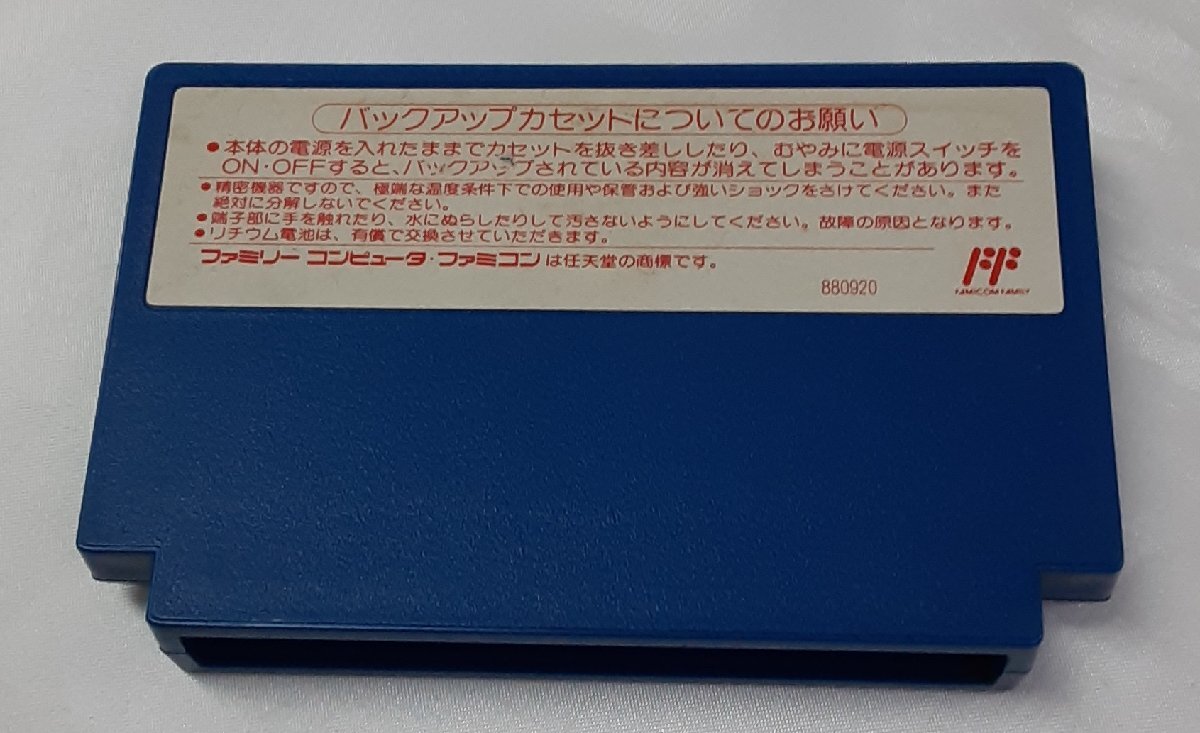 バックアップカセットについてのお願い
●本体の電源を入れたままでカセットを抜き差ししたり、むやみに電源スイッチを
ON・OFFすると、バックアップされている内容が消えてしまうことがあります。
●精密機器ですので、極端な温度条件下での使用や保管および強いショックをさけてください。また
絶対に分解しないでください。
●端子部に手を触れたり、水にぬらしたりして汚さないようにしてください。故障の原因となります。
●リチウム電池は、有償で交換させていただきます。
ファミリーコンピュータ・ファミコンは任天堂の商標です。
880920
FF
FAMICOM FAMILY